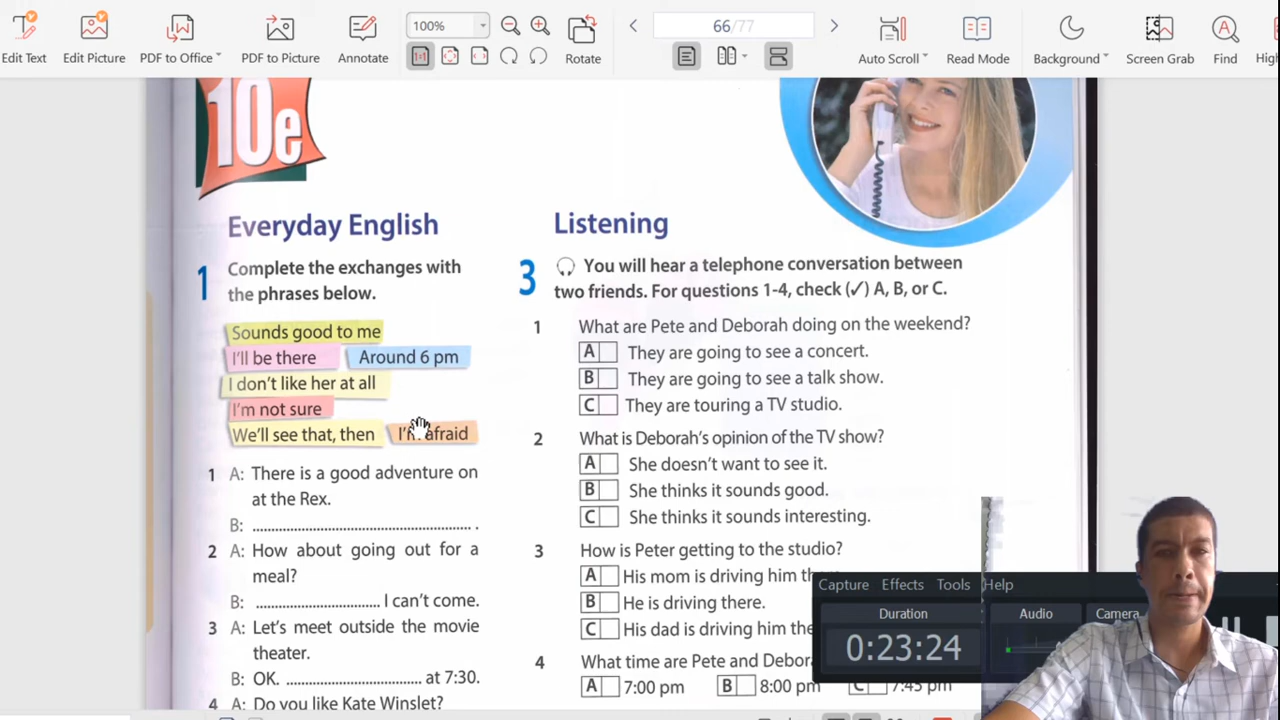 Edit Text
Edit Picture
PDF to Office
PDF to Picture
Annotate
100%
Rotate
66/77
Auto Scroll
Read Mode
Background
Screen Grab
Find
10e
Everyday English
1 Complete the exchanges with
the phrases below.
Sounds good to me
I'll be there
Around 6 pm
I don't like her at all
I'm not sure
We'll see that, then
I'm afraid
1 A: There is a good adventure on
at the Rex.
B: ................................................ .
2 A: How about going out for a
meal?
B: ........................... I can't come.
3 A: Let's meet outside the movie
theater.
B: OK. ............................. at 7:30.
4 A: Do you like Kate Winslet?
Listening
3 You will hear a telephone conversation between
two friends. For questions 1-4, check (✓) A, B, or C.
1 What are Pete and Deborah doing on the weekend?
A They are going to see a concert.
B They are going to see a talk show.
C They are touring a TV studio.
2 What is Deborah's opinion of the TV show?
A She doesn't want to see it.
B She thinks it sounds good.
C She thinks it sounds interesting.
3 How is Peter getting to the studio?
A His mom is driving him
B He is driving there.
C His dad is driving him
4 What time are Pete and
A 7:00 pm B 8:00 pm C 7:45 pm
Capture Effects Tools Help
Duration
Audio
Camera
0:23:24